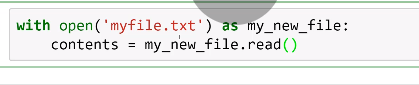 with open('myfile.txt') as my_new_file:
    contents = my_new_file.read()